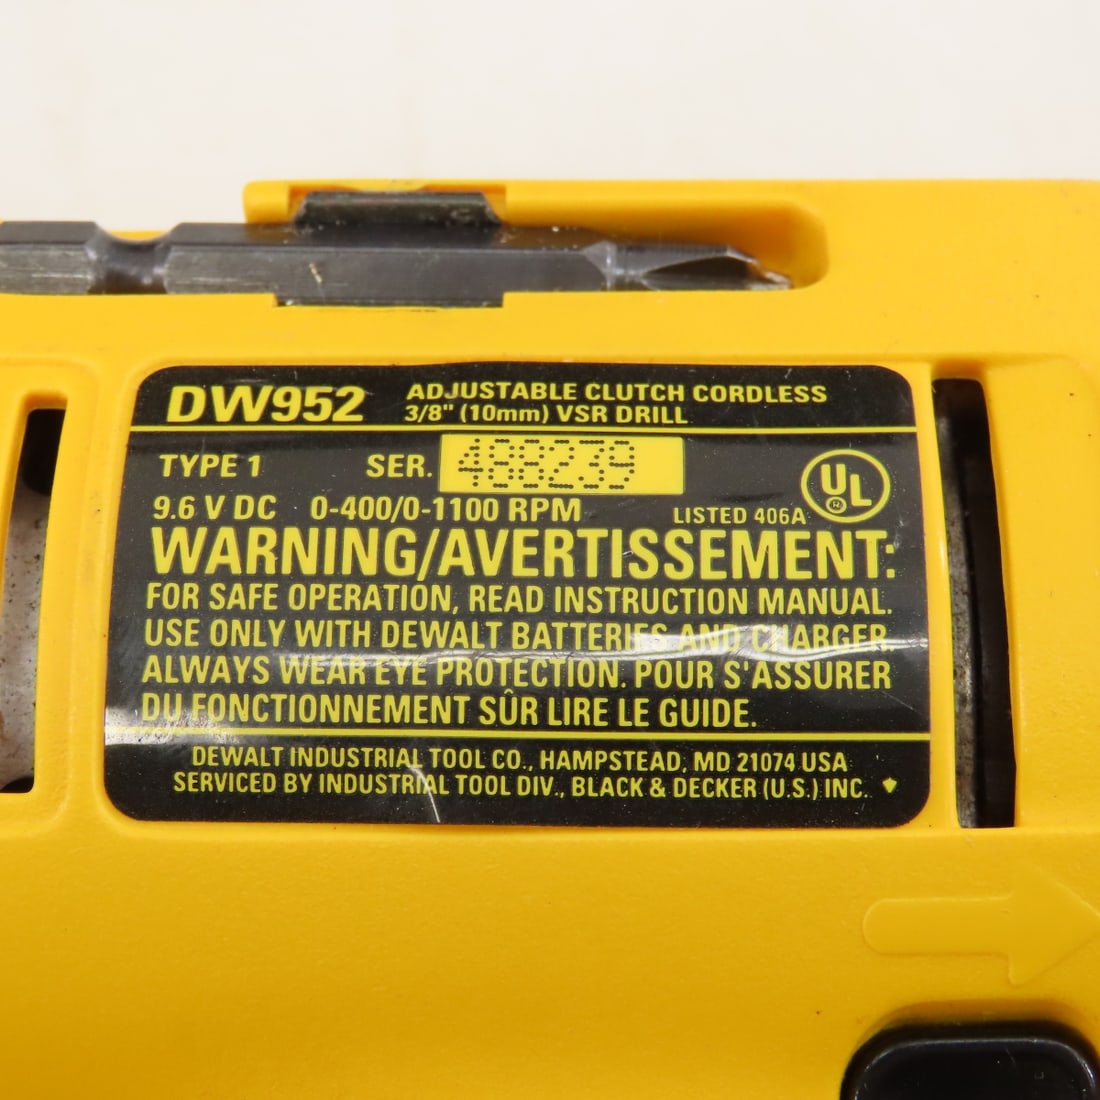 DW952 ADJUSTABLE CLUTCH CORDLESS
3/8" (10mm) VSR DRILL
TYPE 1 SER. 488239
9.6 V DC 0-400/0-1100 RPM LISTED 406A UL
WARNING/AVERTISSEMENT:
FOR SAFE OPERATION, READ INSTRUCTION MANUAL.
USE ONLY WITH DEWALT BATTERIES AND CHARGER.
ALWAYS WEAR EYE PROTECTION. POUR S'ASSURER
DU FONCTIONNEMENT SÛR LIRE LE GUIDE.
DEWALT INDUSTRIAL TOOL CO., HAMPSTEAD, MD 21074 USA
SERVICED BY INDUSTRIAL TOOL DIV., BLACK & DECKER (U.S.) INC.